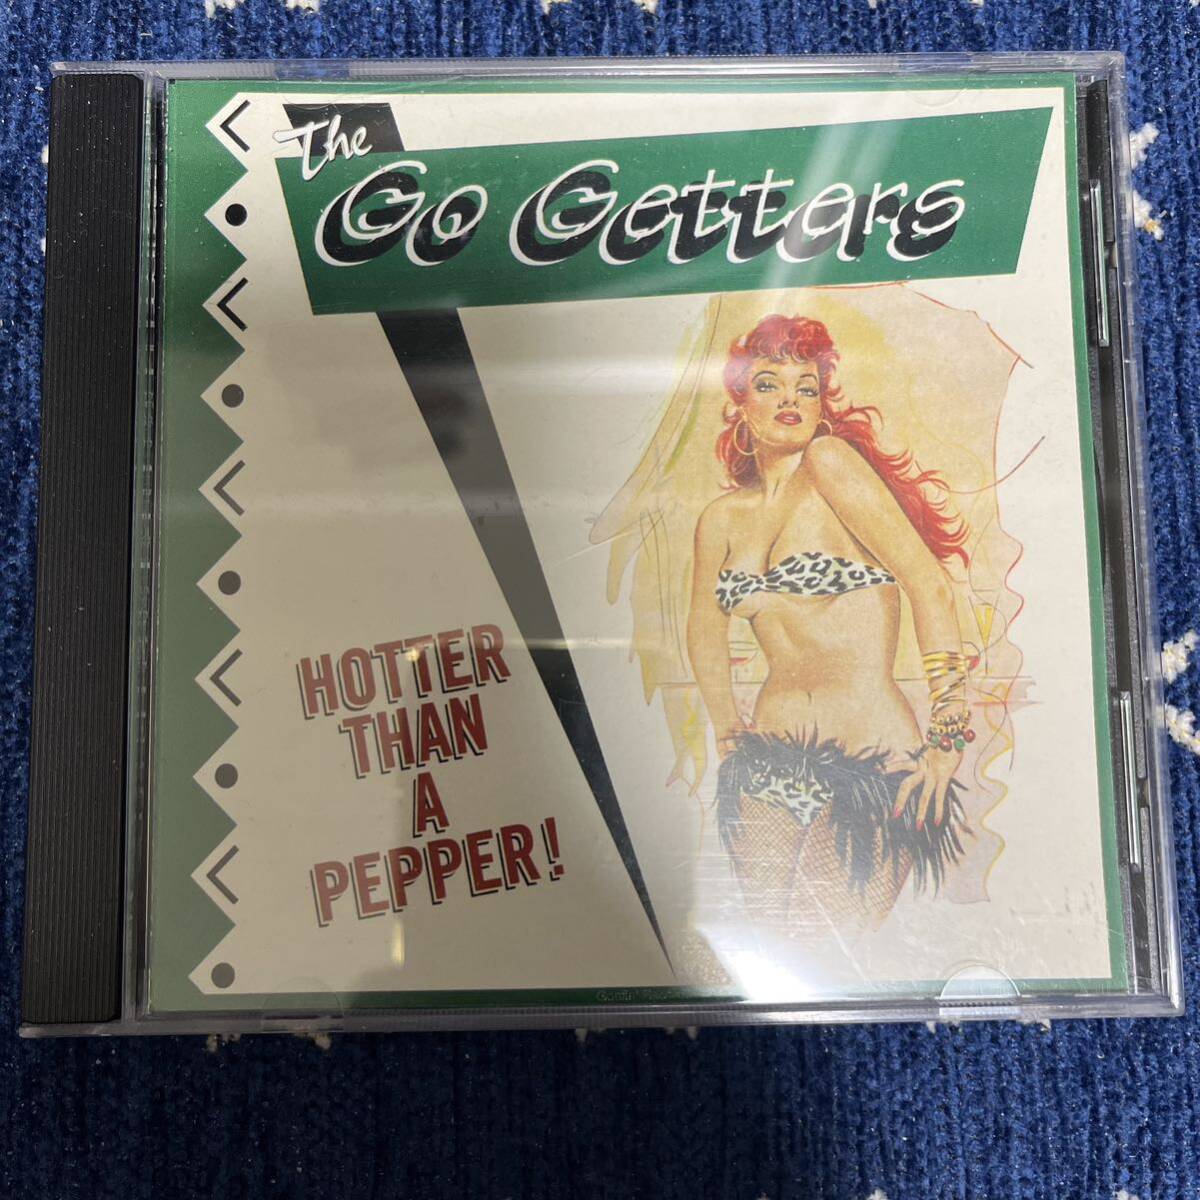 The
Go Getters
HOTTER
THAN
A
PEPPER!